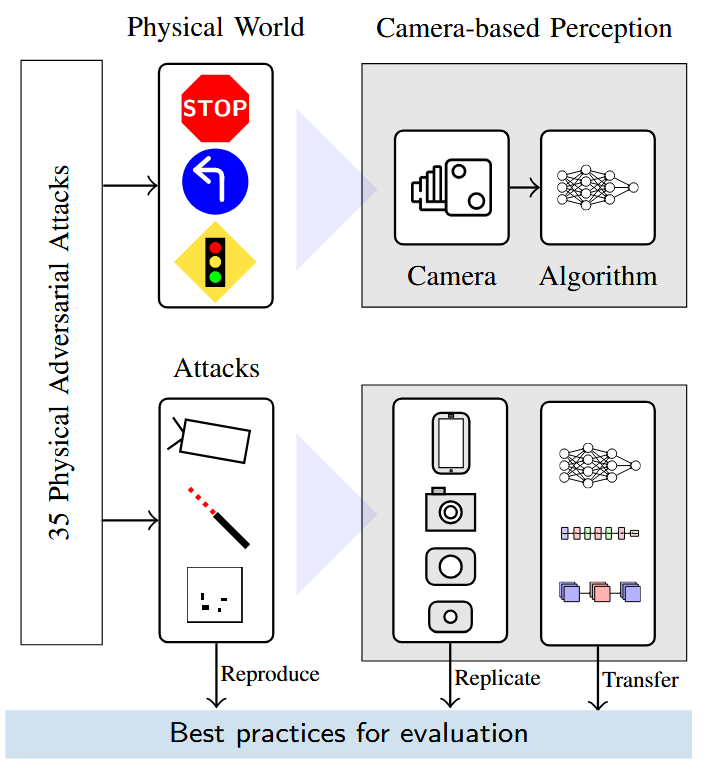 Physical World
Camera-based Perception
35 Physical Adversarial Attacks
STOP
Camera
Algorithm
Attacks
Reproduce
Replicate
Transfer
Best practices for evaluation